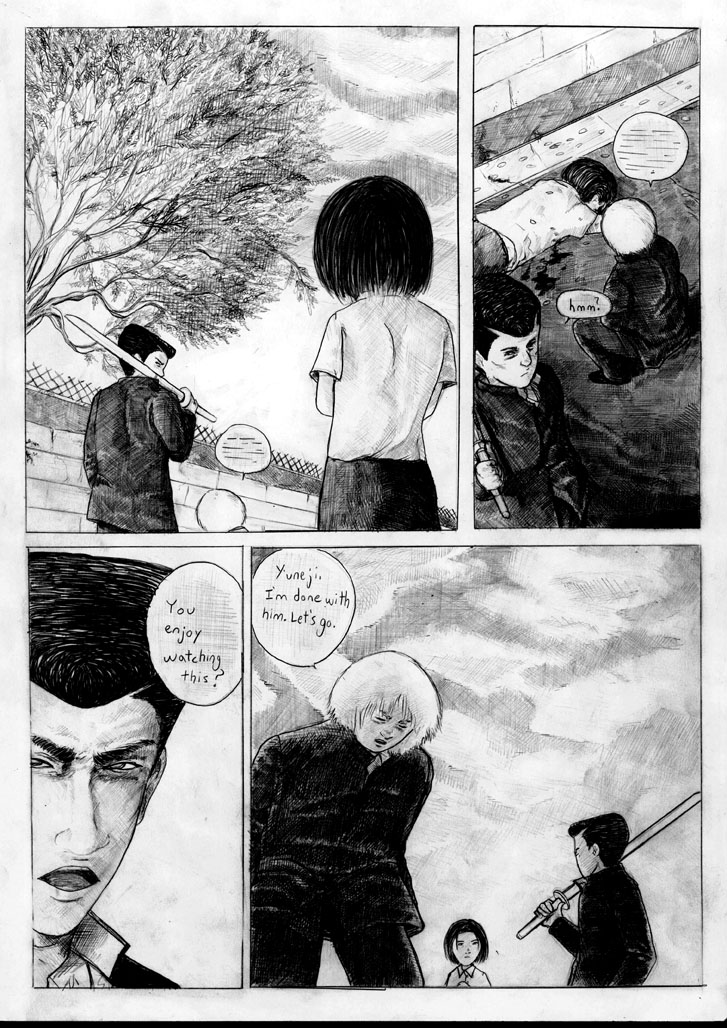 hmm?
You
enjoy
watching
this?
Yuneji.
I'm done with
him. Let's go.